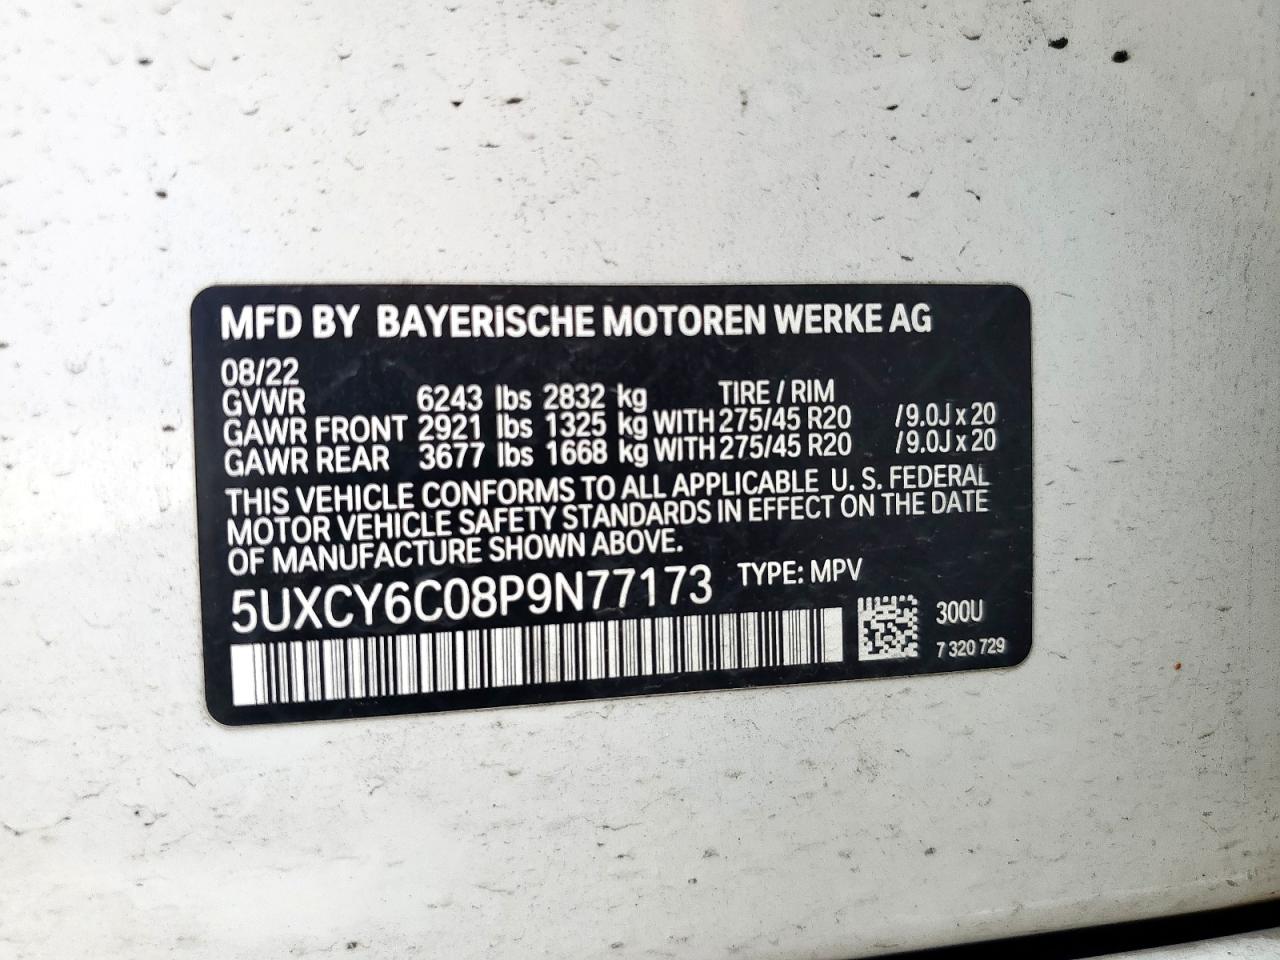 MFD BY BAYERISCHE MOTOREN WERKE AG
08/22 TIRE / RIM
GVWR 6243 lbs 2832 kg
GAWR FRONT 2921 lbs 1325 kg WITH 275/45 R20 /9.0J x 20
GAWR REAR 3677 lbs 1668 kg WITH 275/45 R20 /9.0J x 20
THIS VEHICLE CONFORMS TO ALL APPLICABLE U. S. FEDERAL
MOTOR VEHICLE SAFETY STANDARDS IN EFFECT ON THE DATE
OF MANUFACTURE SHOWN ABOVE.
5UXCY6C08P9N77173 TYPE: MPV
300U
7 320 729